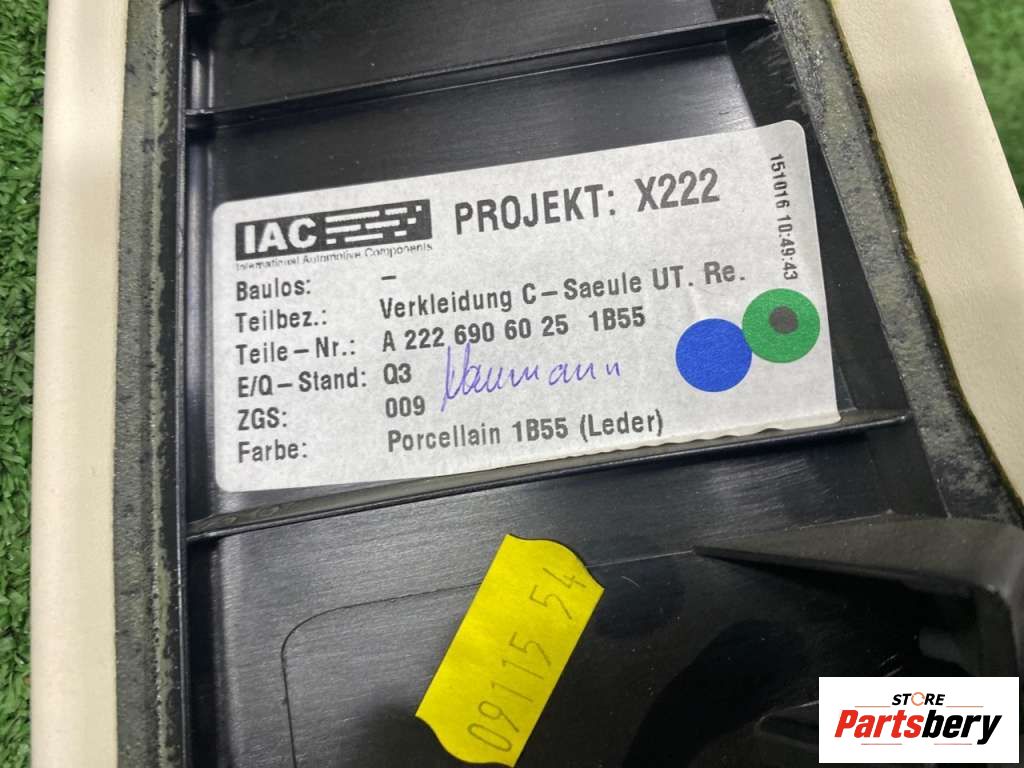 IAC
International Automotive Components
PROJEKT: X222
151016 10:49:43
Baulos: –
Teilbez.: Verkleidung C–Saeule UT. Re.
Teile–Nr.: A 222 690 60 25 1B55
E/Q–Stand: Q3
ZGS: 009
Farbe: Porcellain 1B55 (Leder)
09115 54
STORE
Partsbery